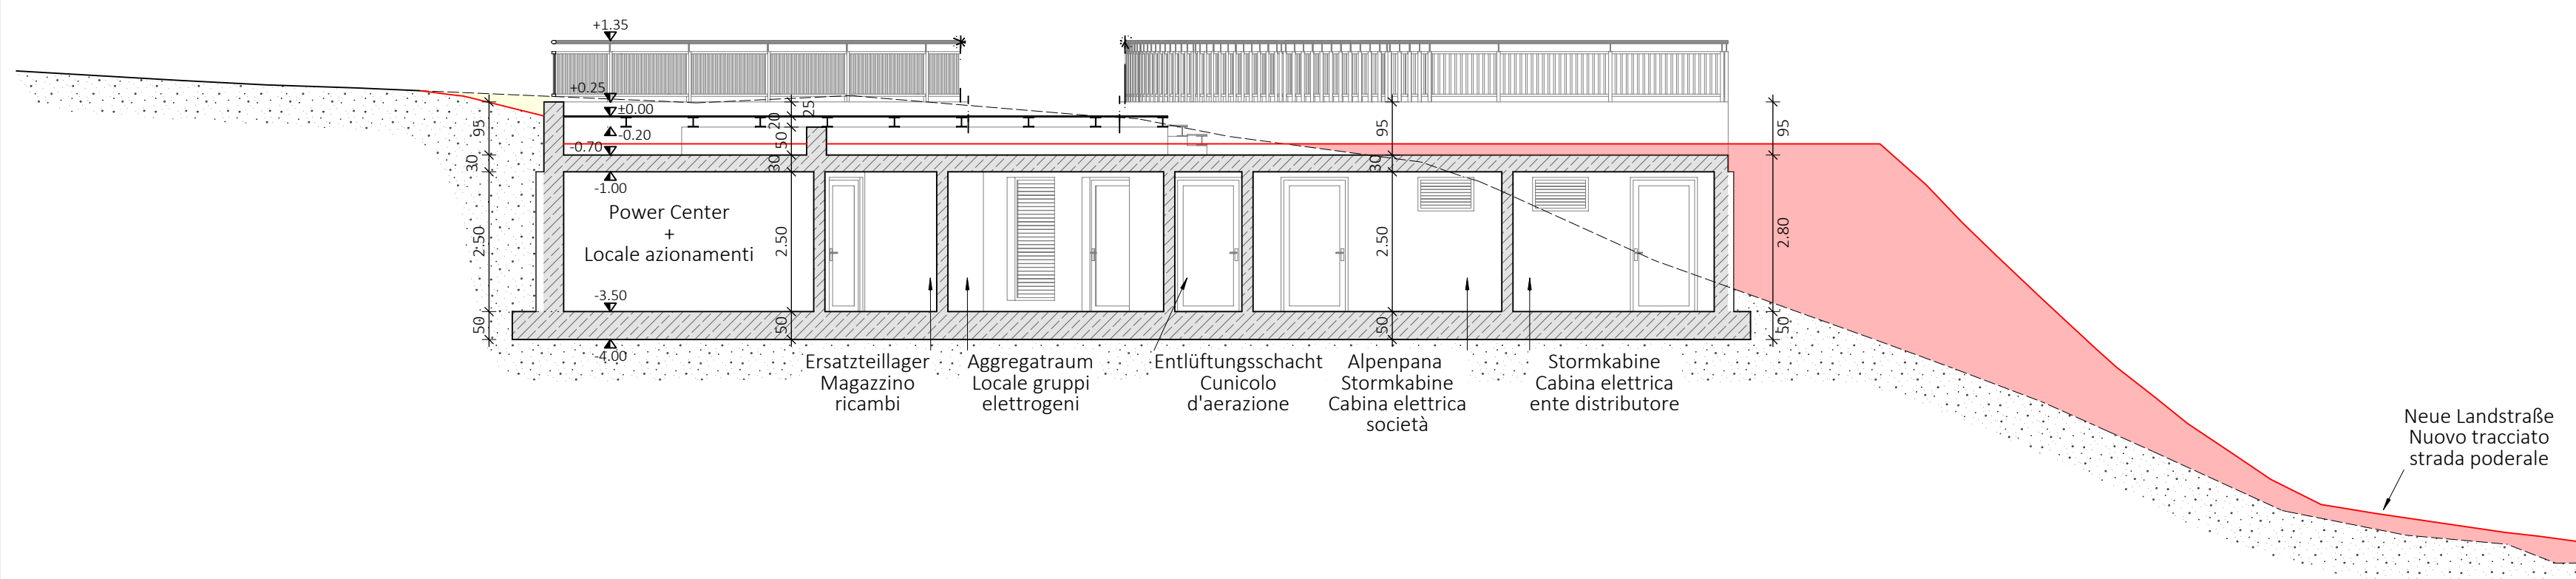 +1.35
+0.25
±0.00
-0.20
-0.70
-1.00
-3.50
-4.00
95
30
2.50
50
25
20
50
30
2.50
50
95
30
2.50
50
95
2.80
50
Power Center
+
Locale azionamenti
Ersatzteillager
Magazzino
ricambi
Aggregatraum
Locale gruppi
elettrogeni
Entlüftungsschacht
Cunicolo
d'aerazione
Alpenpana
Stormkabine
Cabina elettrica
società
Stormkabine
Cabina elettrica
ente distributore
Neue Landstraße
Nuovo tracciato
strada poderale